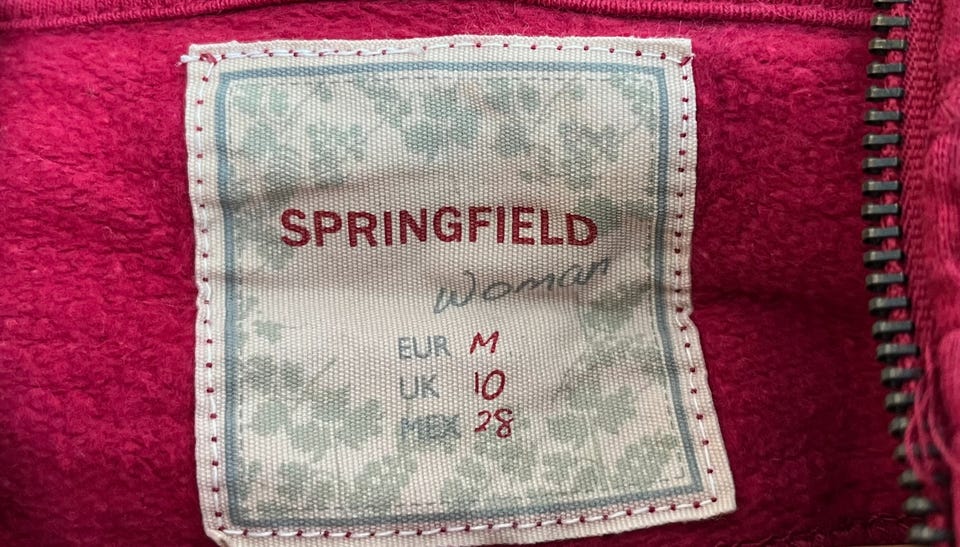 SPRINGFIELD
woman
EUR M
UK 10
MEX 28